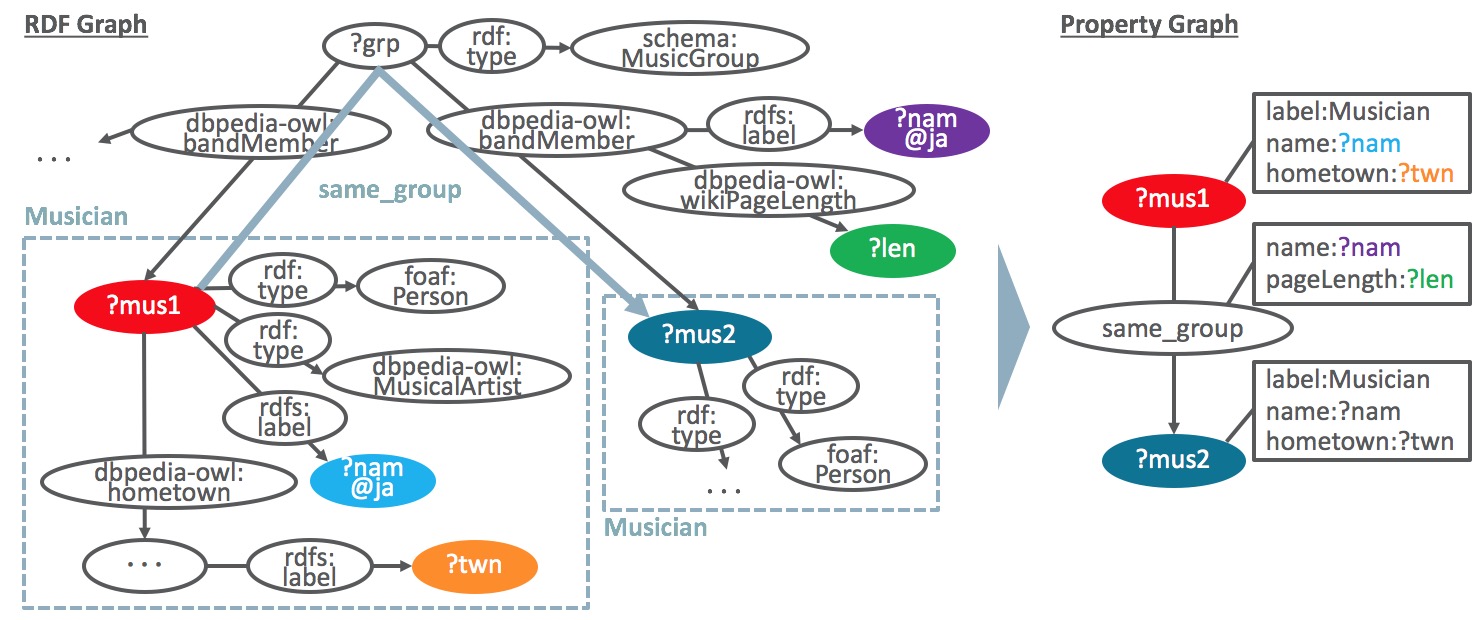 RDF Graph
?grp
rdf:
type
schema:
MusicGroup
dbpedia-owl:
bandMember
dbpedia-owl:
bandMember
rdfs:
label
?nam
@ja
...
same_group
dbpedia-owl:
wikiPageLength
?len
Musician
?mus1
rdf:
type
foaf:
Person
rdf:
type
dbpedia-owl:
MusicalArtist
rdfs:
label
?nam
@ja
dbpedia-owl:
hometown
...
rdfs:
label
?twn
?mus2
rdf:
type
rdf:
type
foaf:
Person
...
Musician
Property Graph
label:Musician
name:?nam
hometown:?twn
?mus1
name:?nam
pageLength:?len
same_group
label:Musician
name:?nam
hometown:?twn
?mus2